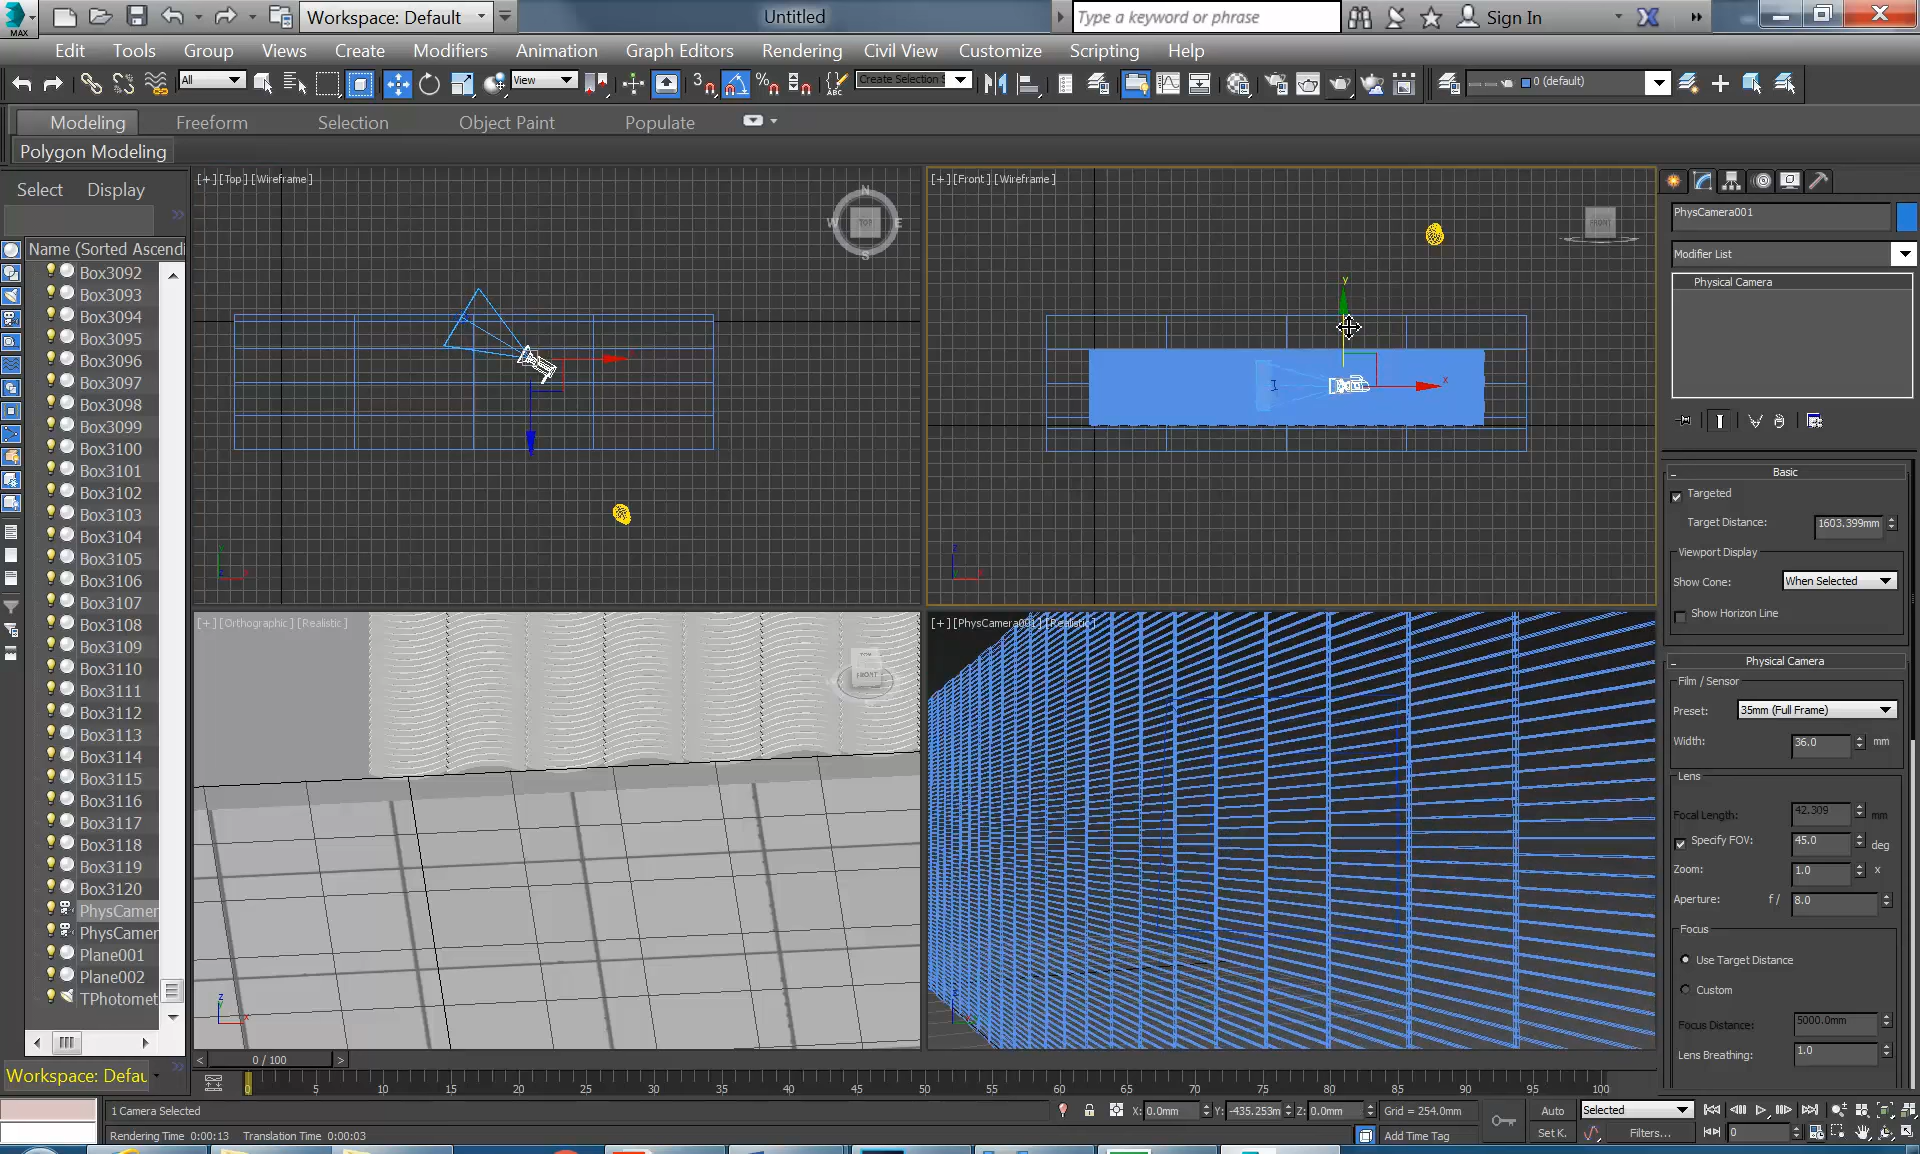 MAX
Workspace: Default
Untitled
Type a keyword or phrase
Sign In
Edit Tools Group Views Create Modifiers Animation Graph Editors Rendering Civil View Customize Scripting Help
All
View
3
ABC
Create Selection S
0 (default)
Modeling Freeform Selection Object Paint Populate
Polygon Modeling
Select Display
Name (Sorted Ascendi
Box3092
Box3093
Box3094
Box3095
Box3096
Box3097
Box3098
Box3099
Box3100
Box3101
Box3102
Box3103
Box3104
Box3105
Box3106
Box3107
Box3108
Box3109
Box3110
Box3111
Box3112
Box3113
Box3114
Box3115
Box3116
Box3117
Box3118
Box3119
Box3120
PhysCamer
PhysCamer
Plane001
Plane002
TPhotomet
Workspace: Defau
[+] [Top] [Wireframe]
N
W TOP E
S
[+] [Front] [Wireframe]
FRONT
y
x
z
[+] [Orthographic] [Realistic]
TOP
FRONT
z
x
[+] [PhysCamera001] [Realistic]
PhysCamera001
Modifier List
Physical Camera
Basic
Targeted
Target Distance: 1603.399mm
Viewport Display
Show Cone: When Selected
Show Horizon Line
Physical Camera
Film / Sensor
Preset: 35mm (Full Frame)
Width: 36.0 mm
Lens
Focal Length: 42.309 mm
Specify FOV: 45.0 deg
Zoom: 1.0 x
Aperture: f / 8.0
Focus
Use Target Distance
Custom
Focus Distance: 5000.0mm
Lens Breathing: 1.0
< 0 / 100 >
0 5 10 15 20 25 30 35 40 45 50 55 60 65 70 75 80 85 90 95 100
1 Camera Selected
X: 0.0mm Y: -435.253m Z: 0.0mm Grid = 254.0mm
Auto Selected
Rendering Time 0:00:13 Translation Time 0:00:03
Add Time Tag
Set K. Filters...
0